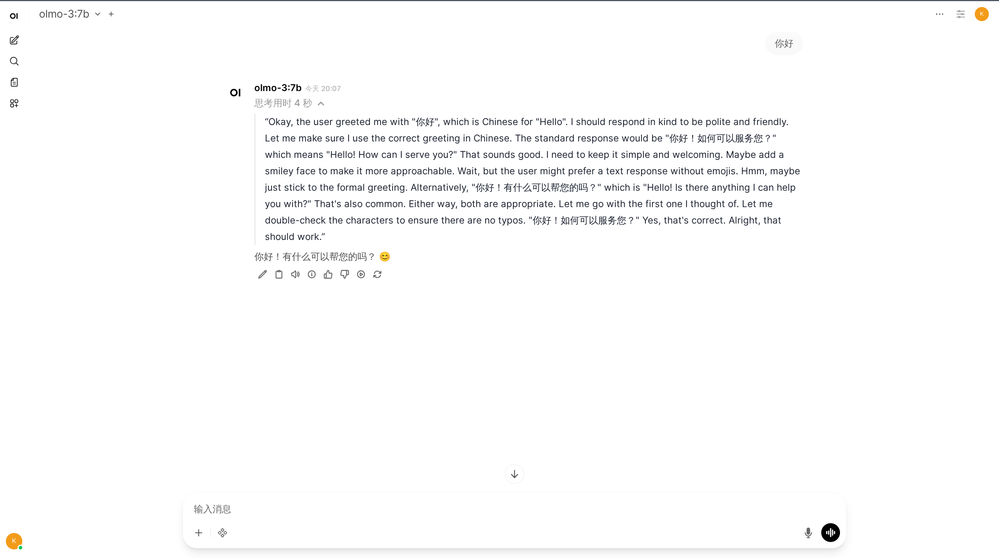 OI
olmo-3:7b
K
你好
OI
olmo-3:7b 今天 20:07
思考用时 4 秒
“Okay, the user greeted me with "你好", which is Chinese for "Hello". I should respond in kind to be polite and friendly.
Let me make sure I use the correct greeting in Chinese. The standard response would be "你好！如何可以服务您？"
which means "Hello! How can I serve you?" That sounds good. I need to keep it simple and welcoming. Maybe add a
smiley face to make it more approachable. Wait, but the user might prefer a text response without emojis. Hmm, maybe
just stick to the formal greeting. Alternatively, "你好！有什么可以帮您的吗？" which is "Hello! Is there anything I can help
you with?" That's also common. Either way, both are appropriate. Let me go with the first one I thought of. Let me
double-check the characters to ensure there are no typos. "你好！如何可以服务您？" Yes, that's correct. Alright, that
should work.”
你好！有什么可以帮您的吗？ 😊
输入消息
K